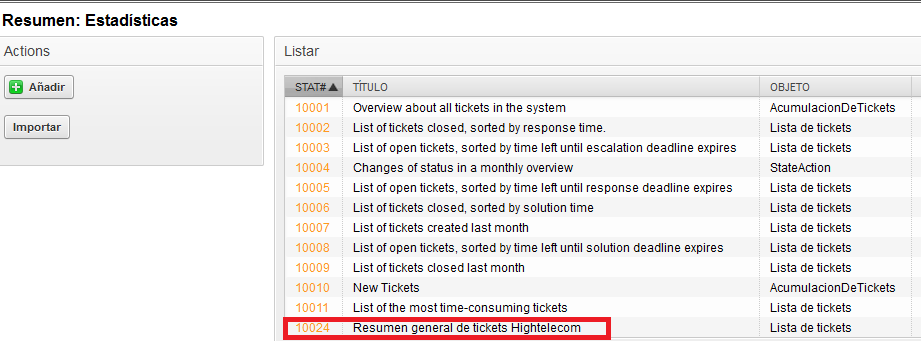 Resumen: Estadísticas
Actions
Añadir
Importar
Listar
STAT# TÍTULO OBJETO
10001 Overview about all tickets in the system AcumulacionDeTickets
10002 List of tickets closed, sorted by response time. Lista de tickets
10003 List of open tickets, sorted by time left until escalation deadline expires Lista de tickets
10004 Changes of status in a monthly overview StateAction
10005 List of open tickets, sorted by time left until response deadline expires Lista de tickets
10006 List of tickets closed, sorted by solution time Lista de tickets
10007 List of tickets created last month Lista de tickets
10008 List of open tickets, sorted by time left until solution deadline expires Lista de tickets
10009 List of tickets closed last month Lista de tickets
10010 New Tickets AcumulacionDeTickets
10011 List of the most time-consuming tickets Lista de tickets
10024 Resumen general de tickets Hightelecom Lista de tickets